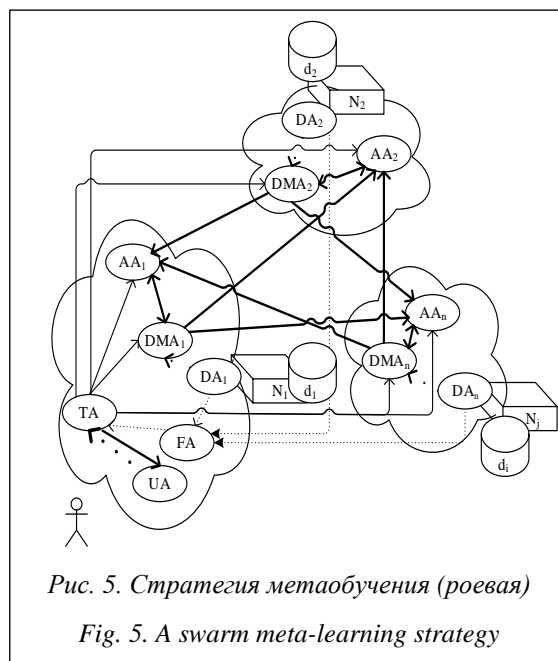 d2
N2
DA2
AA2
DMA2
AA1
AAn
DMA1
DMAn
DA1
N1
d1
DAn
TA
Nj
FA
di
UA
Рис. 5. Стратегия метаобучения (роевая)
Fig. 5. A swarm meta-learning strategy